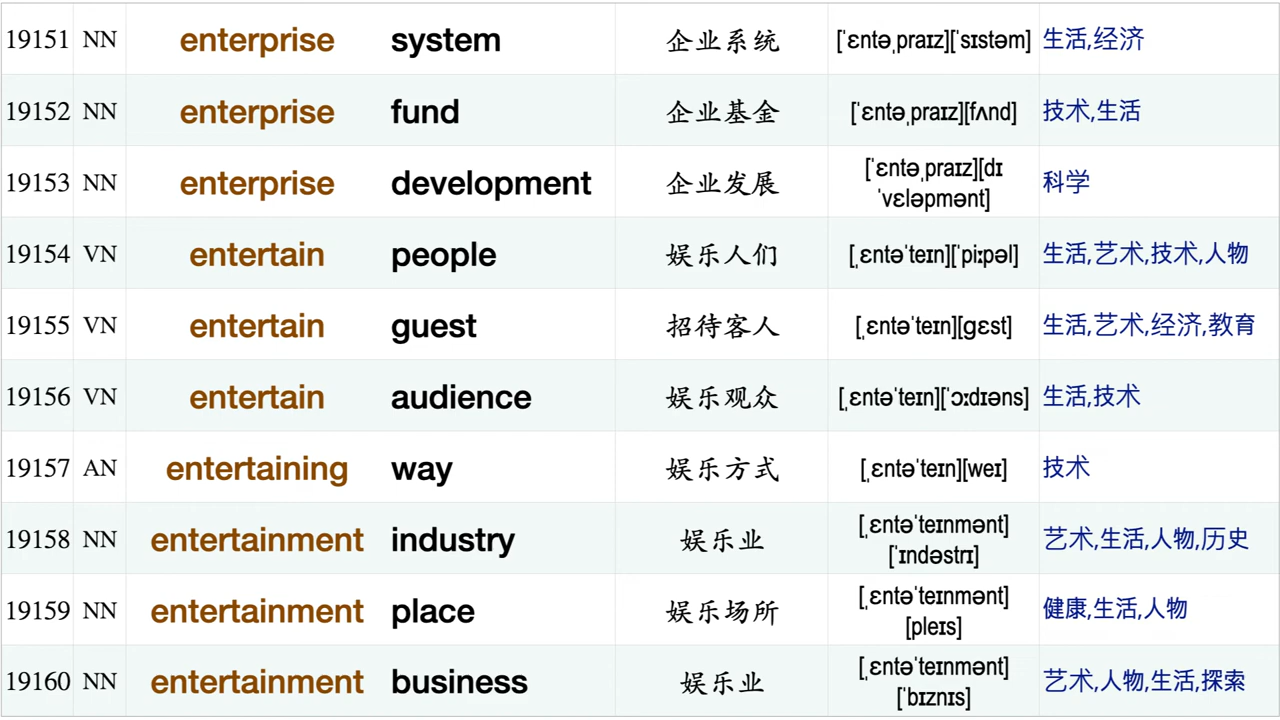 19151 NN enterprise system 企业系统 [ˈɛntəˌpraɪz][ˈsɪstəm] 生活,经济
19152 NN enterprise fund 企业基金 [ˈɛntəˌpraɪz][fʌnd] 技术,生活
19153 NN enterprise development 企业发展 [ˈɛntəˌpraɪz][dɪ
ˈvɛləpmənt] 科学
19154 VN entertain people 娱乐人们 [ˌɛntəˈteɪn][ˈpiːpəl] 生活,艺术,技术,人物
19155 VN entertain guest 招待客人 [ˌɛntəˈteɪn][gɛst] 生活,艺术,经济,教育
19156 VN entertain audience 娱乐观众 [ˌɛntəˈteɪn][ˈɔːdɪəns] 生活,技术
19157 AN entertaining way 娱乐方式 [ˌɛntəˈteɪn][weɪ] 技术
19158 NN entertainment industry 娱乐业 [ˌɛntəˈteɪnmənt]
[ˈɪndəstrɪ] 艺术,生活,人物,历史
19159 NN entertainment place 娱乐场所 [ˌɛntəˈteɪnmənt]
[pleɪs] 健康,生活,人物
19160 NN entertainment business 娱乐业 [ˌɛntəˈteɪnmənt]
[ˈbɪznɪs] 艺术,人物,生活,探索